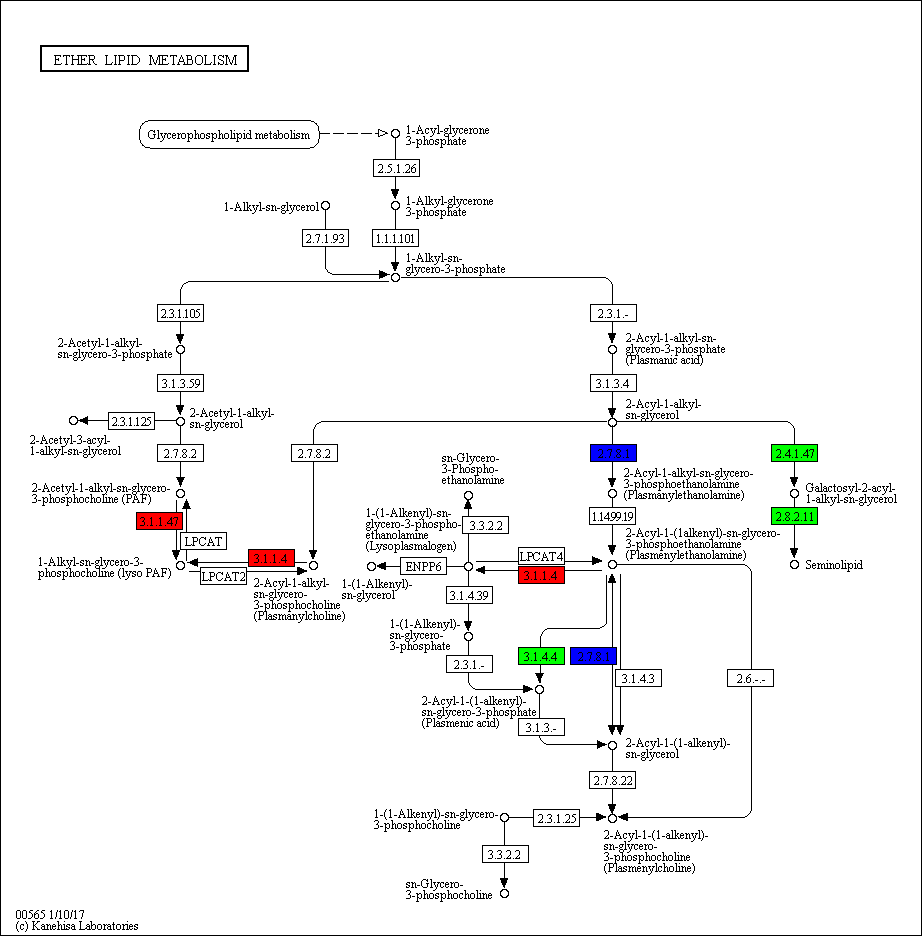 ETHER LIPID METABOLISM
Glycerophospholipid metabolism
1-Acyl-glycerone
3-phosphate
2.5.1.26
1-Alkyl-sn-glycerol
1-Alkyl-glycerone
3-phosphate
2.7.1.93
1.1.1.101
1-Alkyl-sn-
glycero-3-phosphate
2.3.1.105
2.3.1.-
2-Acetyl-1-alkyl-
sn-glycero-3-phosphate
2-Acyl-1-alkyl-sn-
glycero-3-phosphate
(Plasmanic acid)
3.1.3.59
3.1.3.4
2-Acetyl-1-alkyl-
sn-glycerol
2-Acyl-1-alkyl-
sn-glycerol
2.3.1.125
2-Acetyl-3-acyl-
1-alkyl-sn-glycerol
2.7.8.2
2.7.8.2
2.7.8.1
2.4.1.47
sn-Glycero-
3-Phospho-
ethanolamine
2-Acyl-1-alkyl-sn-glycero-
3-phosphoethanolamine
(Plasmanylethanolamine)
Galactosyl-2-acyl-
1-alkyl-sn-glycerol
2-Acetyl-1-alkyl-sn-glycero-
3-phosphocholine (PAF)
3.1.1.47
LPCAT
1-(1-Alkenyl)-sn-
glycero-3-phospho-
ethanolamine
(Lysoplasmalogen)
3.3.2.2
1.14.99.19
2.8.2.11
2-Acyl-1-(1alkenyl)-sn-glycero-
3-phosphoethanolamine
(Plasmenylethanolamine)
1-Alkyl-sn-glycero-3-
phosphocholine (lyso PAF)
3.1.1.4
LPCAT2
2-Acyl-1-alkyl-
sn-glycero-
3-phosphocholine
(Plasmanylcholine)
ENPP6
1-(1-Alkenyl)-
sn-glycerol
LPCAT4
3.1.1.4
Seminolipid
3.1.4.39
1-(1-Alkenyl)-
sn-glycero-
3-phosphate
2.3.1.-
3.1.4.4
2.7.8.1
3.1.4.3
2.6.-.-
2-Acyl-1-(1-alkenyl)-
sn-glycero-3-phosphate
(Plasmenic acid)
3.1.3.-
2-Acyl-1-(1-alkenyl)-
sn-glycerol
2.7.8.22
1-(1-Alkenyl)-sn-glycero-
3-phosphocholine
2.3.1.25
2-Acyl-1-(1-alkenyl)-
sn-glycero-
3-phosphocholine
(Plasmenylcholine)
3.3.2.2
sn-Glycero-
3-phosphocholine
00565 1/10/17
(c) Kanehisa Laboratories